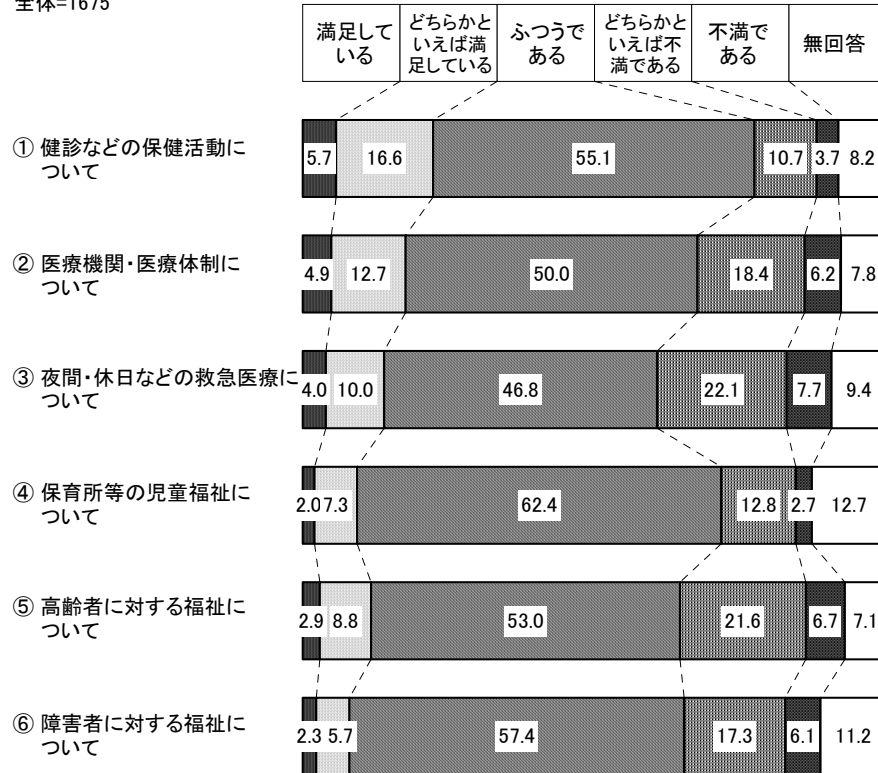 全体=1675
満足して
いる
どちらかと
いえば満
足している
ふつうで
ある
どちらかと
いえば不
満である
不満で
ある
無回答
① 健診などの保健活動に
ついて
5.7 16.6 55.1 10.7 3.7 8.2
② 医療機関・医療体制に
ついて
4.9 12.7 50.0 18.4 6.2 7.8
③ 夜間・休日などの救急医療に
ついて
4.0 10.0 46.8 22.1 7.7 9.4
④ 保育所等の児童福祉に
ついて
2.0 7.3 62.4 12.8 2.7 12.7
⑤ 高齢者に対する福祉に
ついて
2.9 8.8 53.0 21.6 6.7 7.1
⑥ 障害者に対する福祉に
ついて
2.3 5.7 57.4 17.3 6.1 11.2